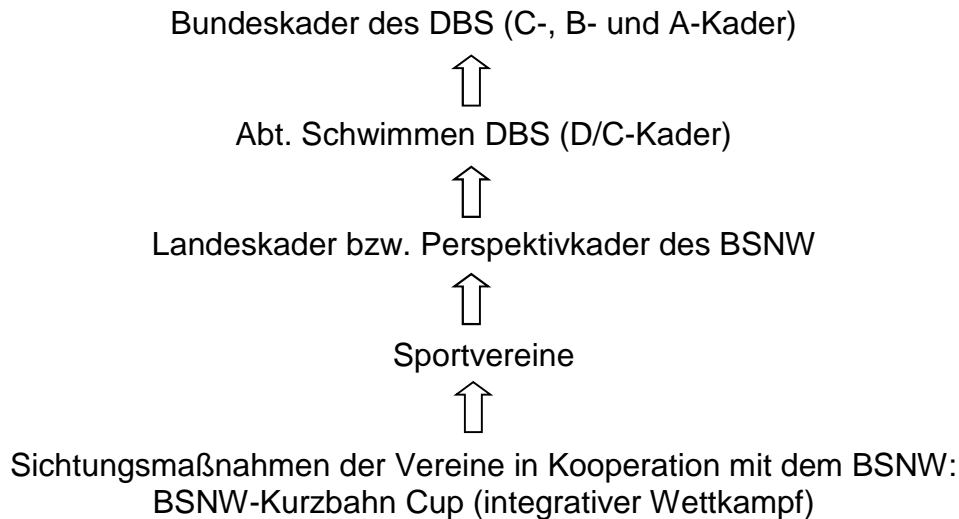 Bundeskader des DBS (C-, B- und A-Kader)
Abt. Schwimmen DBS (D/C-Kader)
Landeskader bzw. Perspektivkader des BSNW
Sportvereine
Sichtungsmaßnahmen der Vereine in Kooperation mit dem BSNW:
BSNW-Kurzbahn Cup (integrativer Wettkampf)